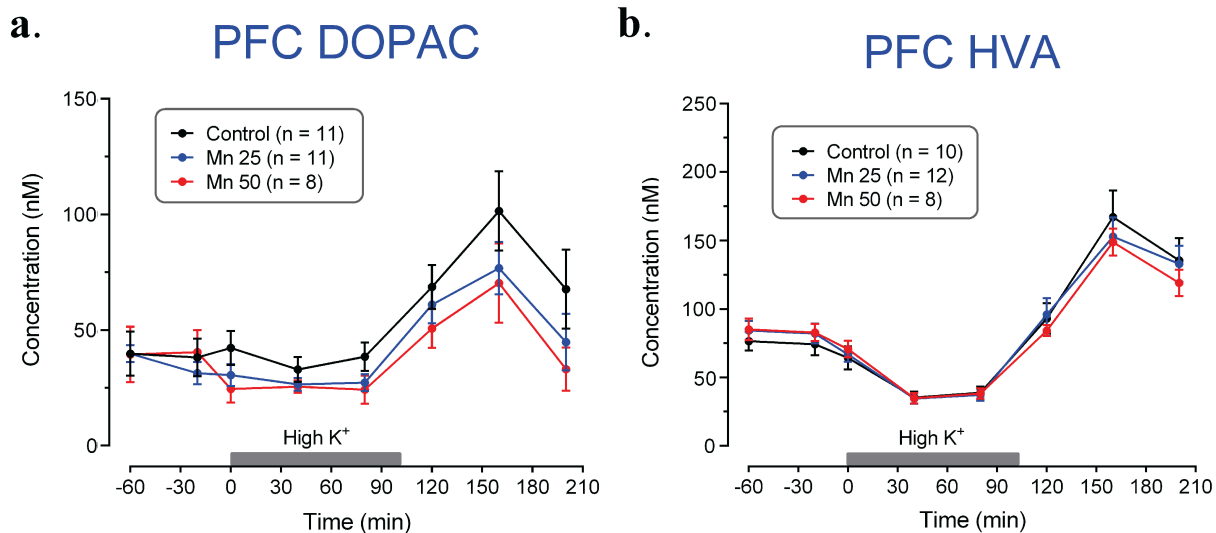 a.
PFC DOPAC
Concentration (nM)
150
100
50
0
Control (n = 11)
Mn 25 (n = 11)
Mn 50 (n = 8)
High K+
-60 -30 0 30 60 90 120 150 180 210
Time (min)
b.
PFC HVA
Concentration (nM)
250
200
150
100
50
0
Control (n = 10)
Mn 25 (n = 12)
Mn 50 (n = 8)
High K+
-60 -30 0 30 60 90 120 150 180 210
Time (min)